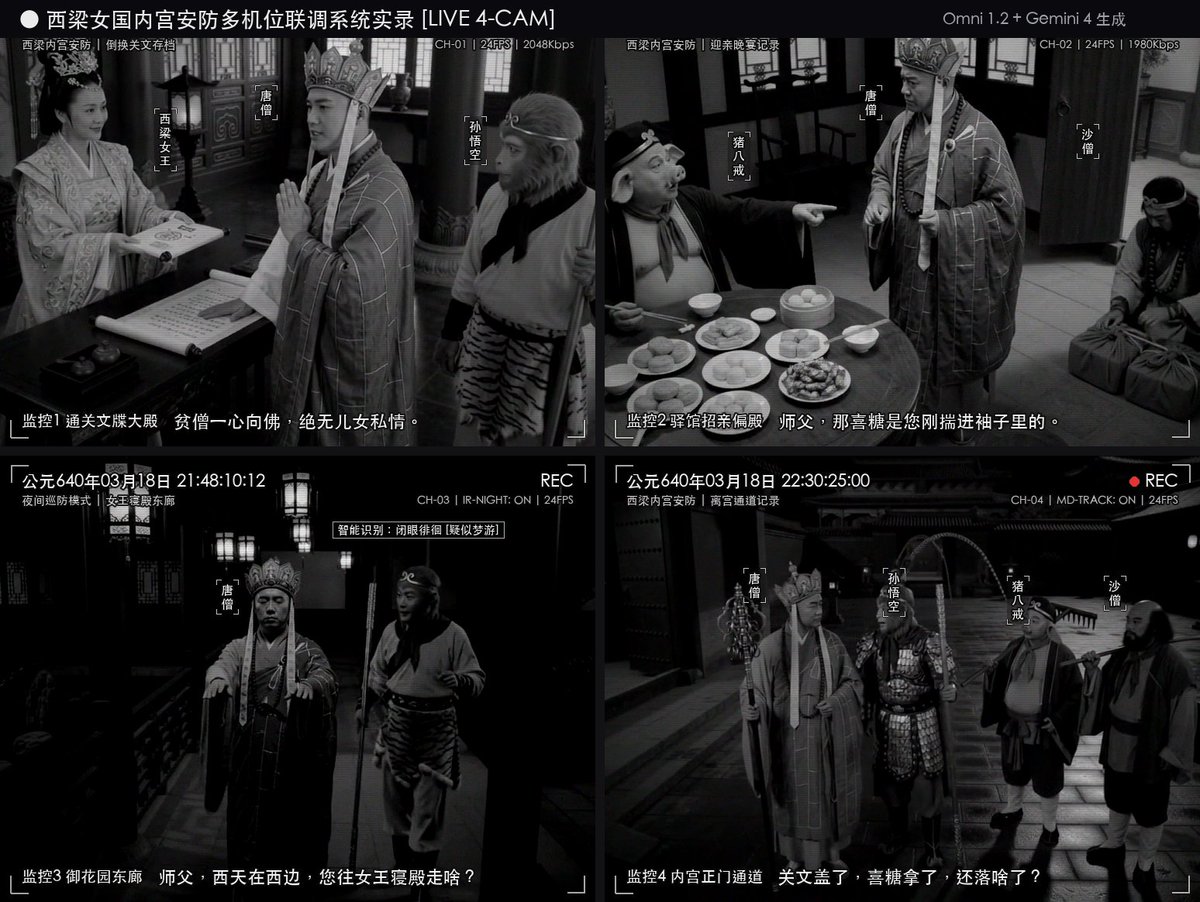 西梁女国内宫安防多机位联调系统实录 [LIVE 4-CAM]
Omni 1.2 + Gemini 4 生成
西梁内宫安防 | 倒换关文存档
CH-01 | 24FPS | 2048Kbps
西梁女王
唐僧
孙悟空
监控1 通关文牒大殿
贫僧一心向佛，绝无儿女私情。
西梁内宫安防 | 迎亲晚宴记录
CH-02 | 24FPS | 1980Kbps
猪八戒
唐僧
沙僧
监控2 驿馆招亲偏殿
师父，那喜糖是您刚揣进袖子里的。
公元640年03月18日 21:48:10:12
REC
夜间巡防模式 | 女王寝殿东廊
CH-03 | IR-NIGHT: ON | 24FPS
智能识别：闭眼徘徊 [疑似梦游]
唐僧
监控3 御花园东廊
师父，西天在西边，您往女王寝殿走啥？
公元640年03月18日 22:30:25:00
REC
西梁内宫安防 | 离宫通道记录
CH-04 | MD-TRACK: ON | 24FPS
唐僧
孙悟空
猪八戒
沙僧
监控4 内宫正门通道
关文盖了，喜糖拿了，还落啥了？